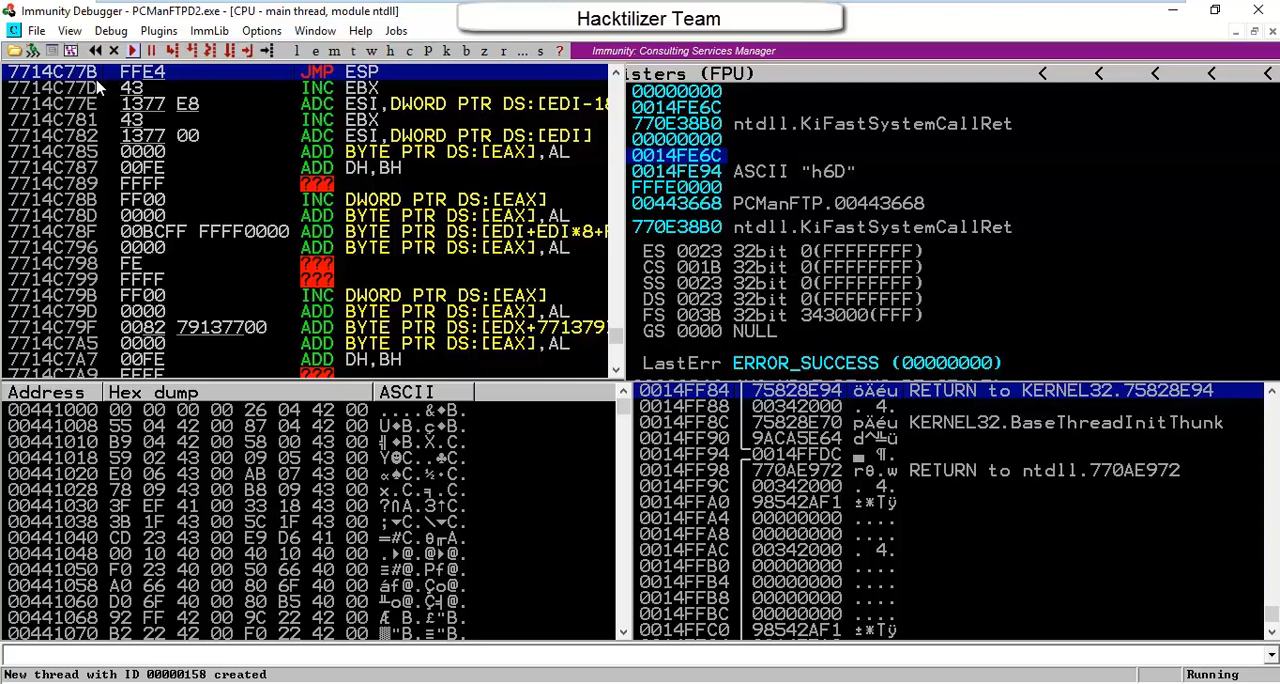 Immunity Debugger - PCManFTPD2.exe - [CPU - main thread, module ntdll]
Hacktilizer Team
C File View Debug Plugins ImmLib Options Window Help Jobs
l e m t w h c p k b z r ... s ? Immunity: Consulting Services Manager
7714C77B FFE4 JMP ESP
7714C77D 43 INC EBX
7714C77E 1377 E8 ADC ESI,DWORD PTR DS:[EDI-18
7714C781 43 INC EBX
7714C782 1377 00 ADC ESI,DWORD PTR DS:[EDI]
7714C785 0000 ADD BYTE PTR DS:[EAX],AL
7714C787 00FE ADD DH,BH
7714C789 FFFF ???
7714C78B FF00 INC DWORD PTR DS:[EAX]
7714C78D 0000 ADD BYTE PTR DS:[EAX],AL
7714C78F 00BCFF FFFF0000 ADD BYTE PTR DS:[EDI+EDI*8+F
7714C796 0000 ADD BYTE PTR DS:[EAX],AL
7714C798 FE ???
7714C799 FFFF ???
7714C79B FF00 INC DWORD PTR DS:[EAX]
7714C79D 0000 ADD BYTE PTR DS:[EAX],AL
7714C79F 0082 79137700 ADD BYTE PTR DS:[EDX+771379
7714C7A5 0000 ADD BYTE PTR DS:[EAX],AL
7714C7A7 00FE ADD DH,BH
7714C7A9 FFFF ???
isters (FPU) < < < < <
00000000
0014FE6C
770E38B0 ntdll.KiFastSystemCallRet
00000000
0014FE6C
0014FE94 ASCII "h6D"
FFFE0000
00443668 PCManFTP.00443668
770E38B0 ntdll.KiFastSystemCallRet
ES 0023 32bit 0(FFFFFFFF)
CS 001B 32bit 0(FFFFFFFF)
SS 0023 32bit 0(FFFFFFFF)
DS 0023 32bit 0(FFFFFFFF)
FS 003B 32bit 343000(FFF)
GS 0000 NULL
LastErr ERROR_SUCCESS (00000000)
Address Hex dump ASCII
00441000 00 00 00 00 26 04 42 00 ....&♦B.
00441008 55 04 42 00 87 04 42 00
00441010 B9 04 42 00 58 00 43 00
00441018 59 02 43 00 05 05 43 00
00441020 E0 06 43 00 AB 07 43 00
00441028 78 09 43 00 B8 09 43 00
00441030 3F EF 41 00 33 18 43 00
00441038 3B 1F 43 00 5C 1F 43 00
00441040 CD 23 43 00 E9 D6 41 00
00441048 00 10 40 00 40 10 40 00
00441050 F0 23 40 00 50 66 40 00
00441058 A0 66 40 00 80 6F 40 00
00441060 D0 6F 40 00 80 B5 40 00
00441068 92 FF 42 00 9C 22 42 00
00441070 B2 22 42 00 F0 22 42 00
0014FF84 75828E94 öÄéu RETURN to KERNEL32.75828E94
0014FF88 00342000 . 4.
0014FF8C 75828E70 pÄéu KERNEL32.BaseThreadInitThunk
0014FF90 9ACA5E64 d^╩ü
0014FF94 0014FFDC
0014FF98 770AE972 rθ.w RETURN to ntdll.770AE972
0014FF9C 00342000 . 4.
0014FFA0 98542AF1 ±*Tÿ
0014FFA4 00000000 ....
0014FFA8 00000000 ....
0014FFAC 00342000 . 4.
0014FFB0 00000000 ....
0014FFB4 00000000 ....
0014FFB8 00000000 ....
0014FFBC 00000000 ....
0014FFC0 98542AF1 ±*Tÿ
New thread with ID 00000158 created
Running